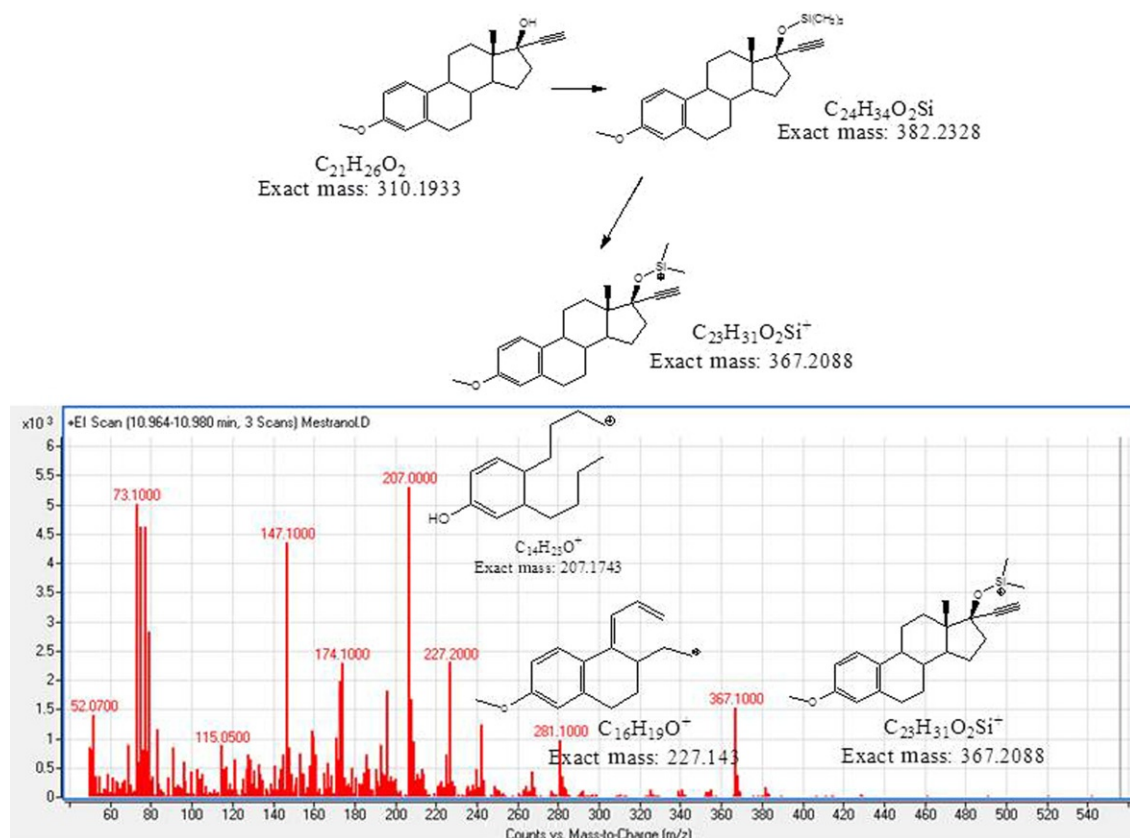 OH
O
Si(CH₃)₃
O
C₂₁H₂₆O₂
Exact mass: 310.1933
O
C₂₄H₃₄O₂Si
Exact mass: 382.2328
O
Si
⊕
O
C₂₃H₃₁O₂Si⁺
Exact mass: 367.2088
x10³
+EI Scan (10.964-10.980 min, 3 Scans) Mestranol.D
6
5.5
5
4.5
4
3.5
3
2.5
2
1.5
1
0.5
0
52.0700
73.1000
115.0500
147.1000
174.1000
207.0000
227.2000
281.1000
367.1000
⊕
HO
C₁₄H₂₃O⁺
Exact mass: 207.1743
⊕
O
C₁₆H₁₉O⁺
Exact mass: 227.143
O
Si
⊕
O
C₂₃H₃₁O₂Si⁺
Exact mass: 367.2088
60 80 100 120 140 160 180 200 220 240 260 280 300 320 340 360 380 400 420 440 460 480 500 520 540
Counts vs. Mass-to-Charge (m/z)